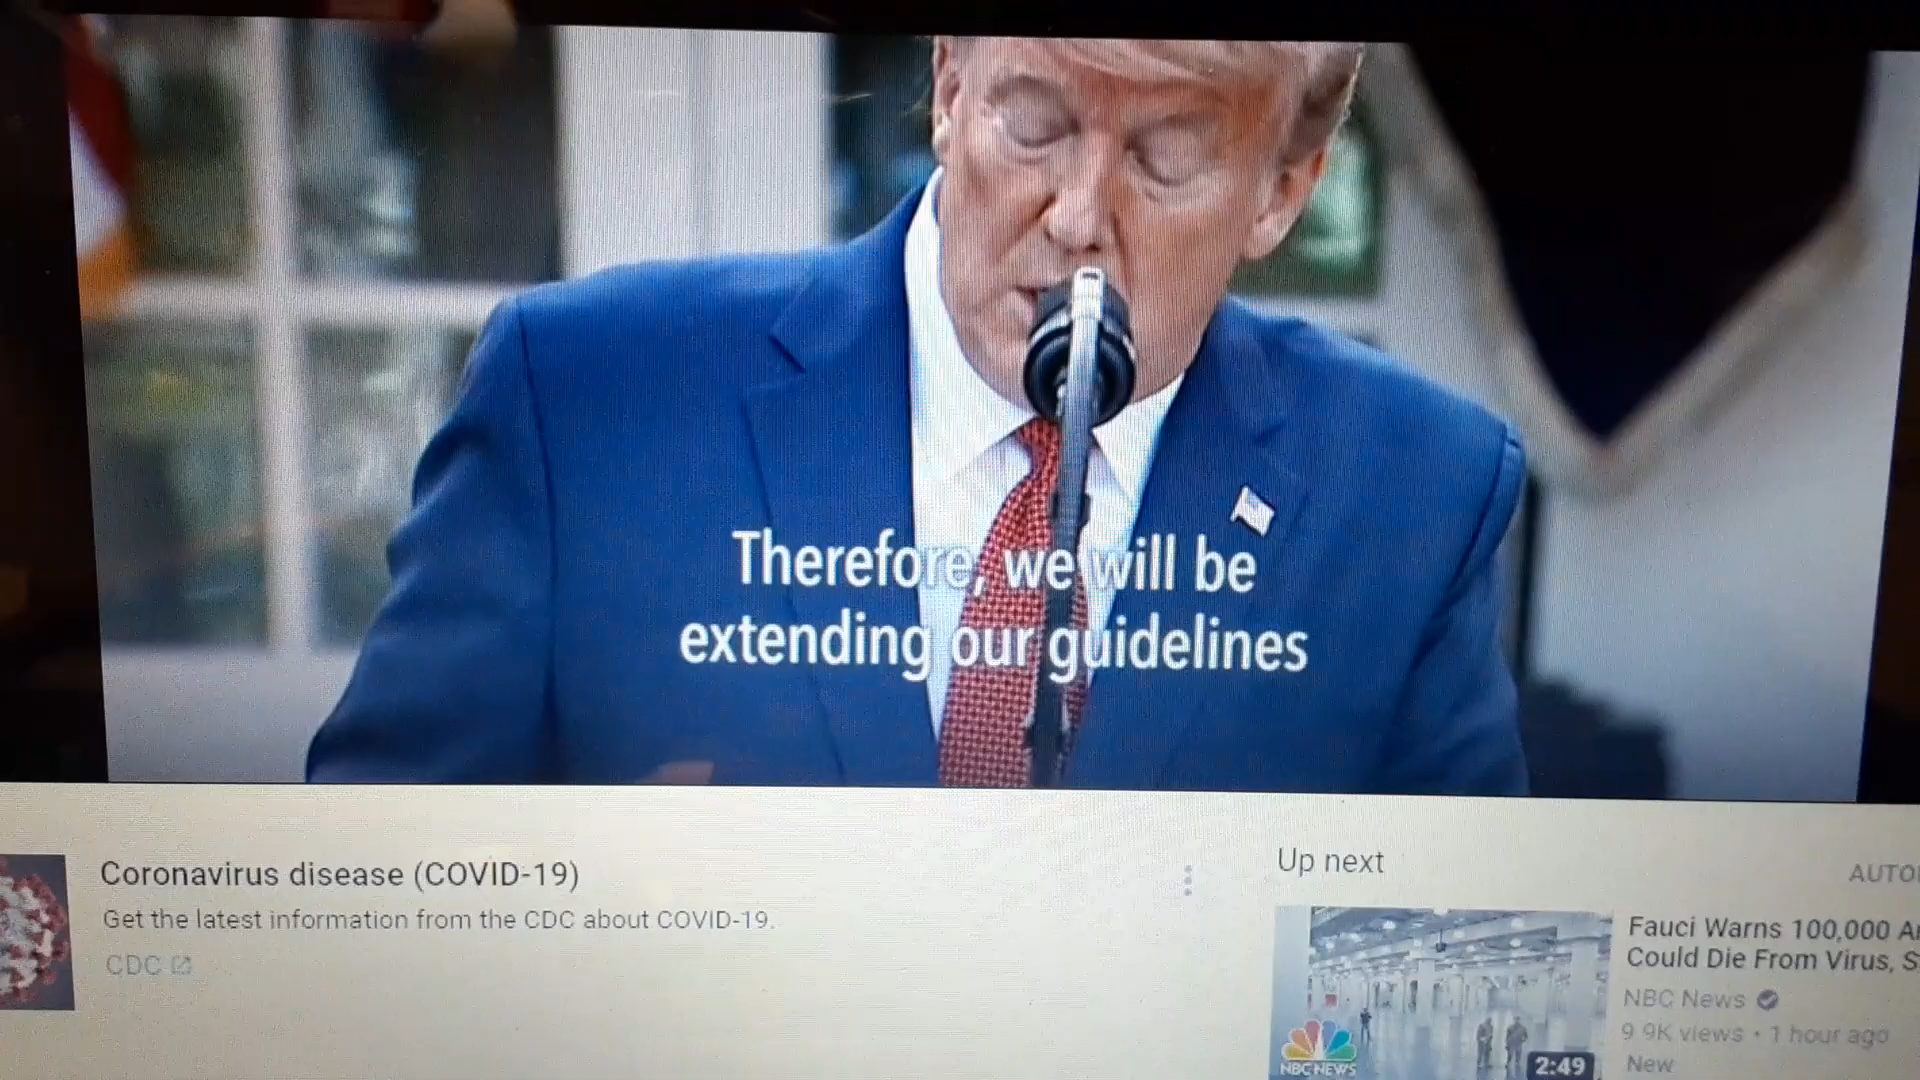 Therefore, we will be
extending our guidelines
Coronavirus disease (COVID-19)
Get the latest information from the CDC about COVID-19.
CDC
Up next
Fauci Warns 100,000
Could Die From Virus,
NBC News
9.9K views • 1 hour ago
New
NBC NEWS
2:49